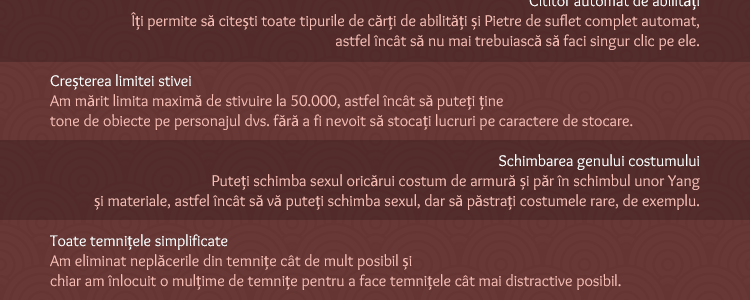 Cititor automat de abilități
Îți permite să citești toate tipurile de cărți de abilități și Pietre de suflet complet automat,
astfel încât să nu mai trebuiască să faci singur clic pe ele.
Creșterea limitei stivei
Am mărit limita maximă de stivuire la 50.000, astfel încât să puteți ține
tone de obiecte pe personajul dvs. fără a fi nevoit să stocați lucruri pe caractere de stocare.
Schimbarea genului costumului
Puteți schimba sexul oricărui costum de armură și păr în schimbul unor Yang
și materiale, astfel încât să vă puteți schimba sexul, dar să păstrați costumele rare, de exemplu.
Toate temnițele simplificate
Am eliminat neplăcerile din temnițe cât de mult posibil și
chiar am înlocuit o mulțime de temnițe pentru a face temnițele cât mai distractive posibil.